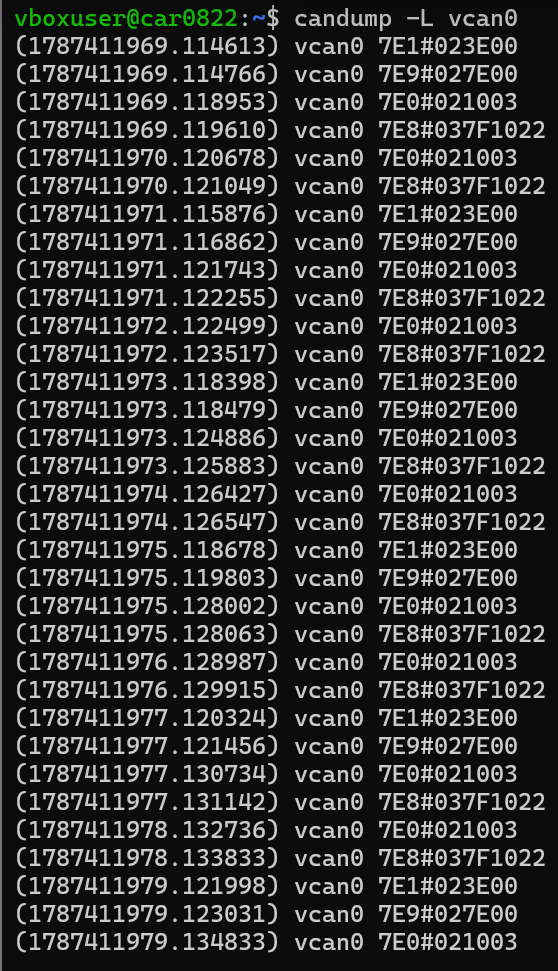 vboxuser@car0822:~$ candump -L vcan0
(1787411969.114613) vcan0 7E1#023E00
(1787411969.114766) vcan0 7E9#027E00
(1787411969.118953) vcan0 7E0#021003
(1787411969.119610) vcan0 7E8#037F1022
(1787411970.120678) vcan0 7E0#021003
(1787411970.121049) vcan0 7E8#037F1022
(1787411971.115876) vcan0 7E1#023E00
(1787411971.116862) vcan0 7E9#027E00
(1787411971.121743) vcan0 7E0#021003
(1787411971.122255) vcan0 7E8#037F1022
(1787411972.122499) vcan0 7E0#021003
(1787411972.123517) vcan0 7E8#037F1022
(1787411973.118398) vcan0 7E1#023E00
(1787411973.118479) vcan0 7E9#027E00
(1787411973.124886) vcan0 7E0#021003
(1787411973.125883) vcan0 7E8#037F1022
(1787411974.126427) vcan0 7E0#021003
(1787411974.126547) vcan0 7E8#037F1022
(1787411975.118678) vcan0 7E1#023E00
(1787411975.119803) vcan0 7E9#027E00
(1787411975.128002) vcan0 7E0#021003
(1787411975.128063) vcan0 7E8#037F1022
(1787411976.128987) vcan0 7E0#021003
(1787411976.129915) vcan0 7E8#037F1022
(1787411977.120324) vcan0 7E1#023E00
(1787411977.121456) vcan0 7E9#027E00
(1787411977.130734) vcan0 7E0#021003
(1787411977.131142) vcan0 7E8#037F1022
(1787411978.132736) vcan0 7E0#021003
(1787411978.133833) vcan0 7E8#037F1022
(1787411979.121998) vcan0 7E1#023E00
(1787411979.123031) vcan0 7E9#027E00
(1787411979.134833) vcan0 7E0#021003